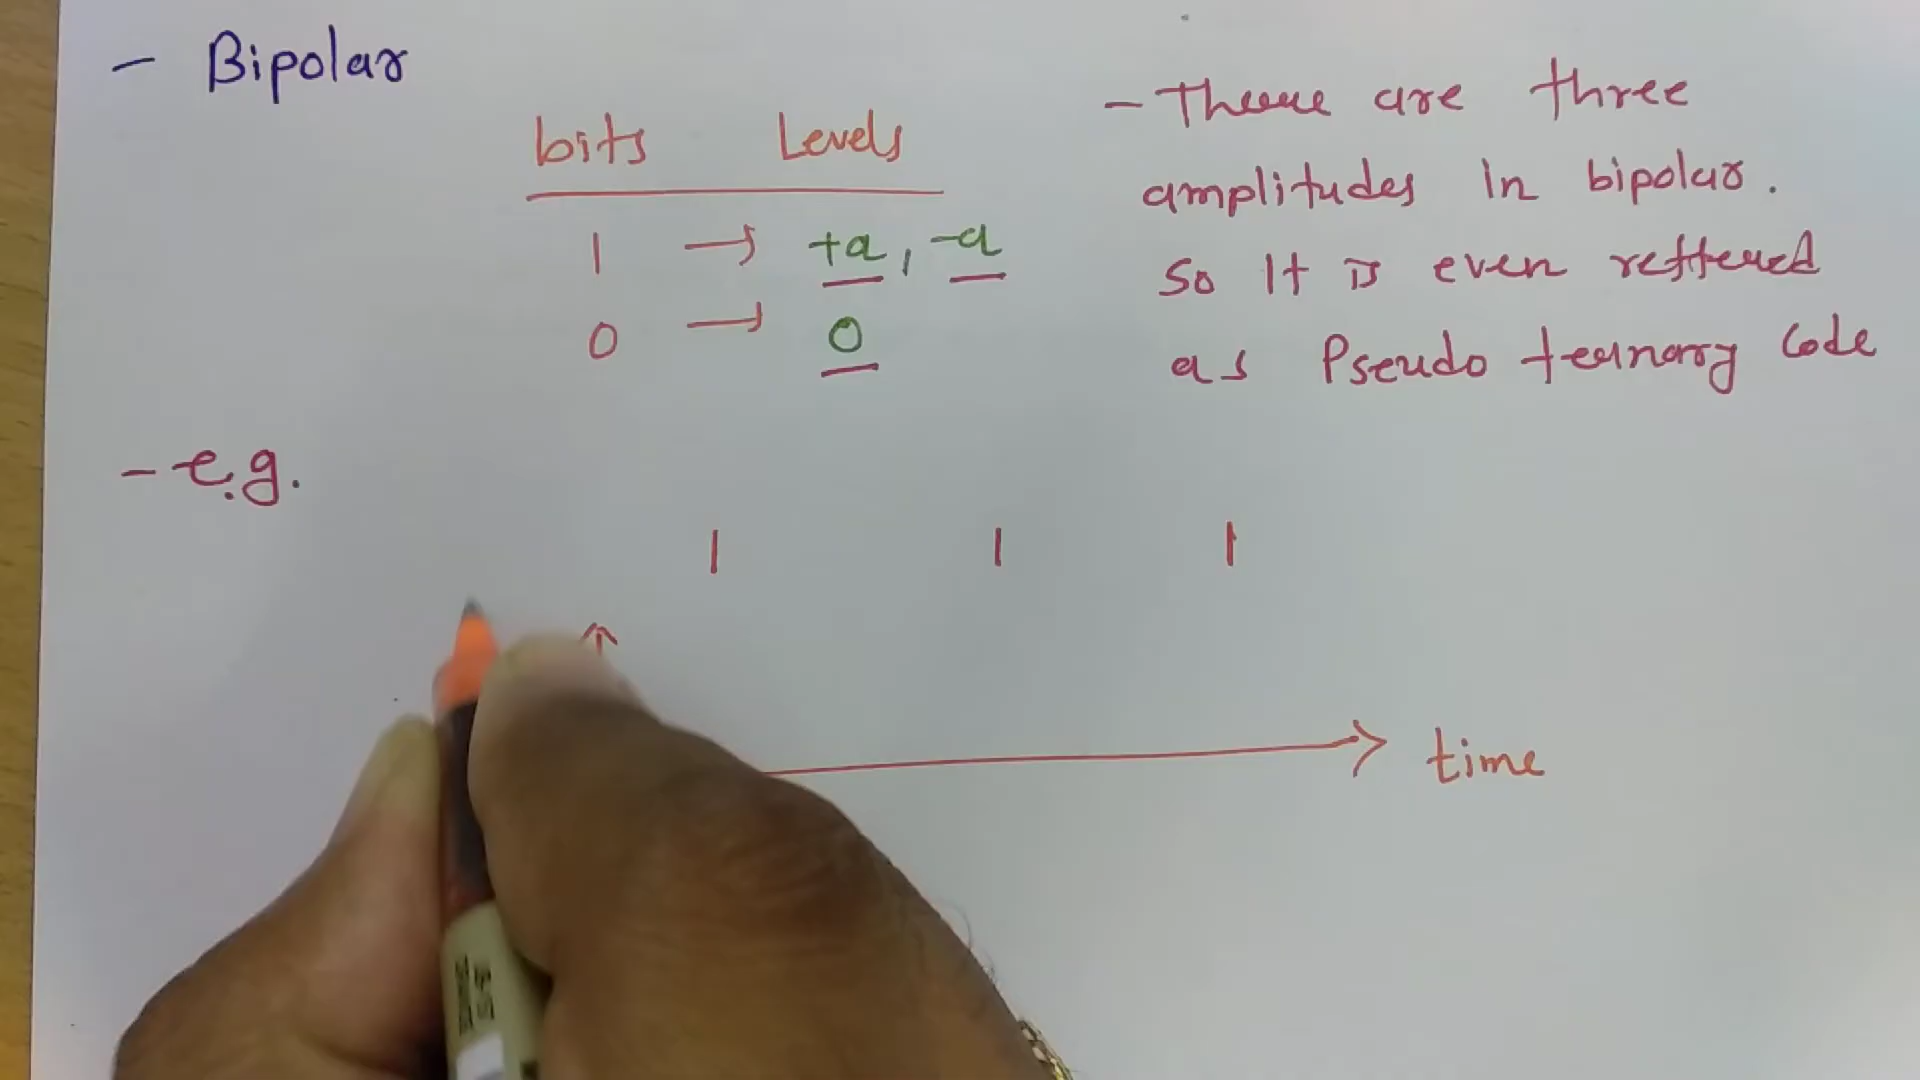 - Bipolar
bits Levels
1 → +a, -a
0 → 0
- There are three
amplitudes in bipolar.
so It is even reffered
as Pseudo ternary Code
- e.g.
1 1 1
time